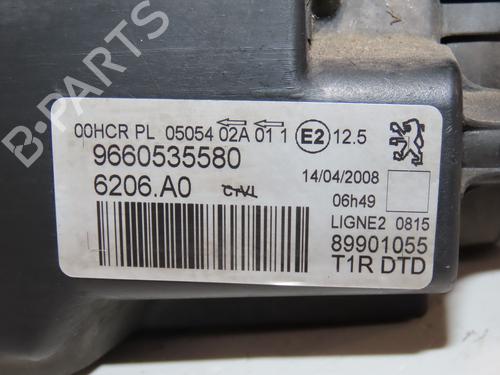 B-PARTS
00HCR PL 05054 02A 01 1 E2 12.5
9660535580
6206.A0
14/04/2008
06h49
LIGNE2 0815
89901055
T1R DTD